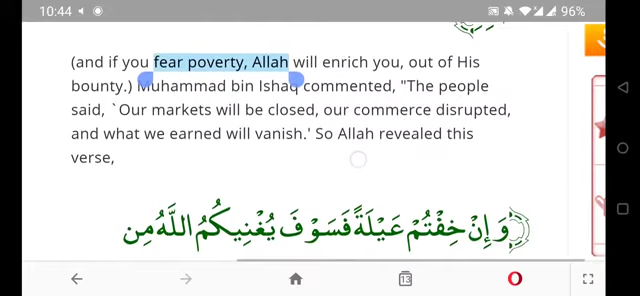 10:44
96%
(and if you fear poverty, Allah will enrich you, out of His
bounty.) Muhammad bin Ishaq commented, "The people
said, `Our markets will be closed, our commerce disrupted,
and what we earned will vanish.' So Allah revealed this
verse,
وَإِنْ خِفْتُمْ عَيْلَةً فَسَوْفَ يُغْنِيكُمُ اللَّهُ مِن
13